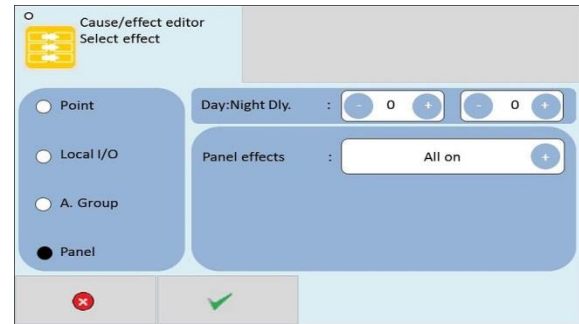 Cause/effect editor
Select effect
Point
Local I/O
A. Group
Panel
Day:Night Dly. : - 0 + - 0 +
Panel effects : All on +